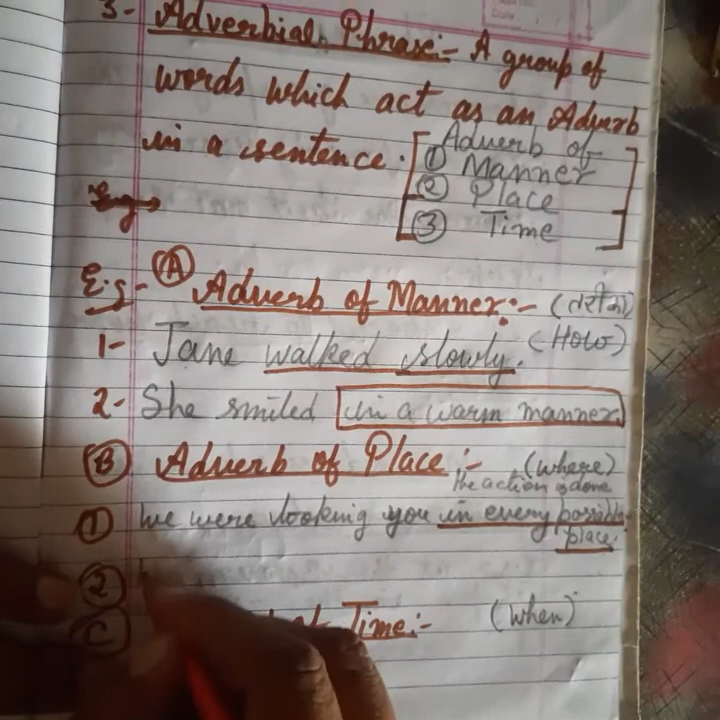 3- Adverbial Phrase:- A group of
words which act as an Adverb
in a sentence.
Adverb of
① Manner
② Place
③ Time
E.g- Ⓐ Adverb of Manner:-
1- Jane walked slowly. (How)
2- She smiled in a warm manner.
Ⓑ Adverb of Place:- (where)
the action is done
① We were looking you in every possible
place.
②
Ⓒ Time:- (when)